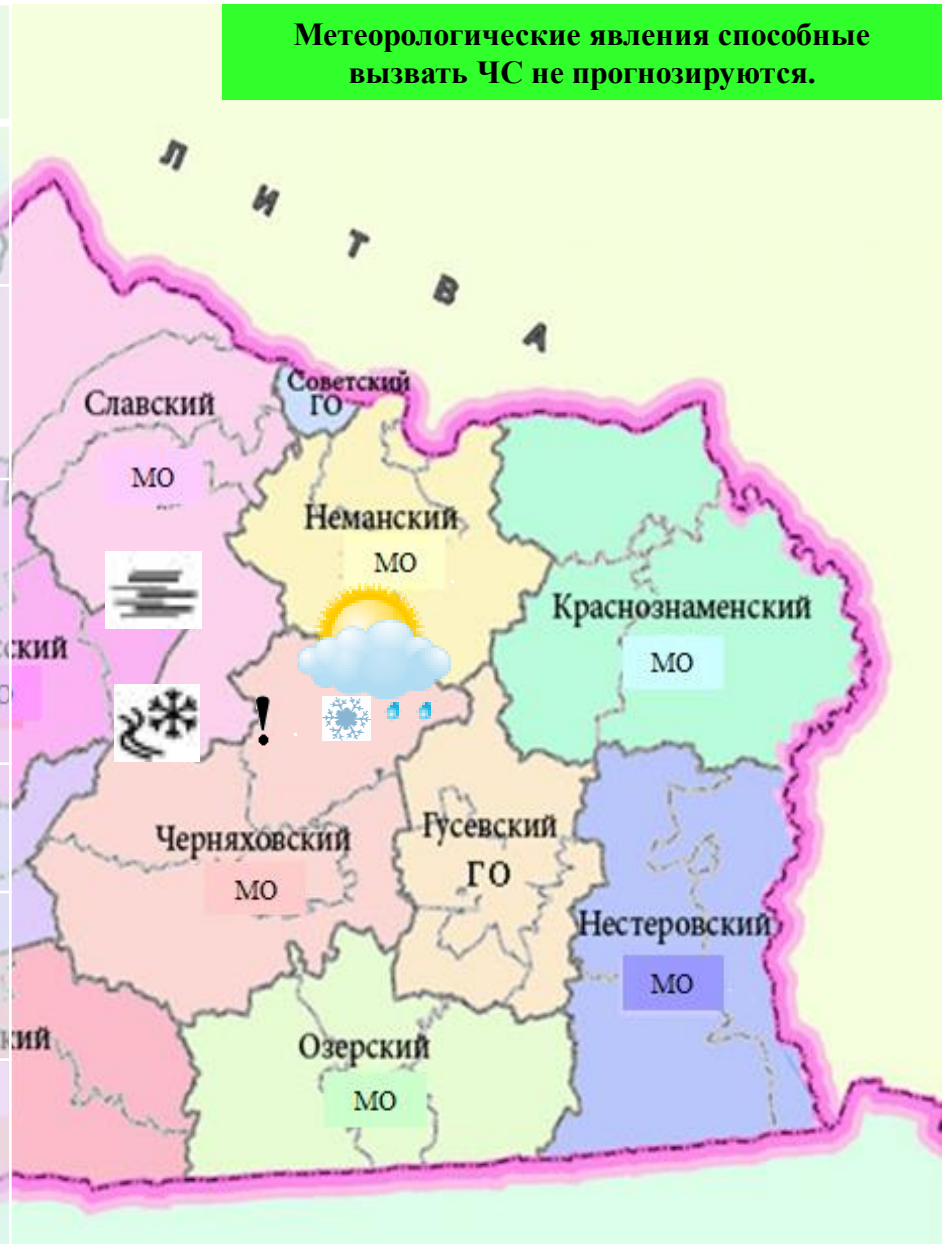 Метеорологические явления способные
вызвать ЧС не прогнозируются.
Л И Т В А
Советский
ГО
Славский
МО
Неманский
МО
Краснознаменский
МО
!
Черняховский
МО
Гусевский
ГО
Нестеровский
МО
Озерский
МО